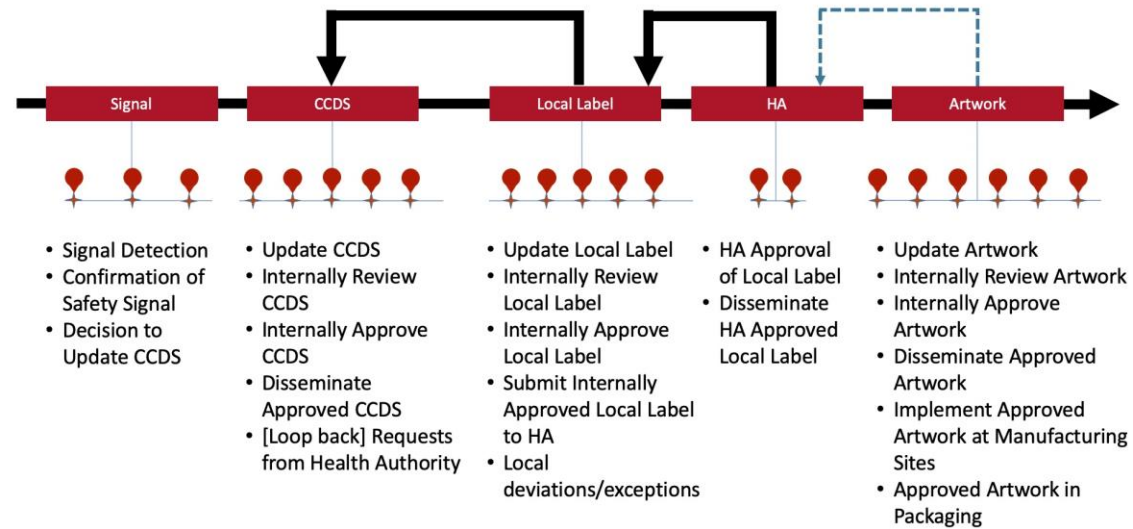 Signal
CCDS
Local Label
HA
Artwork
• Signal Detection
• Confirmation of
Safety Signal
• Decision to
Update CCDS
• Update CCDS
• Internally Review
CCDS
• Internally Approve
CCDS
• Disseminate
Approved CCDS
• [Loop back] Requests
from Health Authority
• Update Local Label
• Internally Review
Local Label
• Internally Approve
Local Label
• Submit Internally
Approved Local Label
to HA
• Local
deviations/exceptions
• HA Approval
of Local Label
• Disseminate
HA Approved
Local Label
• Update Artwork
• Internally Review Artwork
• Internally Approve
Artwork
• Disseminate Approved
Artwork
• Implement Approved
Artwork at Manufacturing
Sites
• Approved Artwork in
Packaging